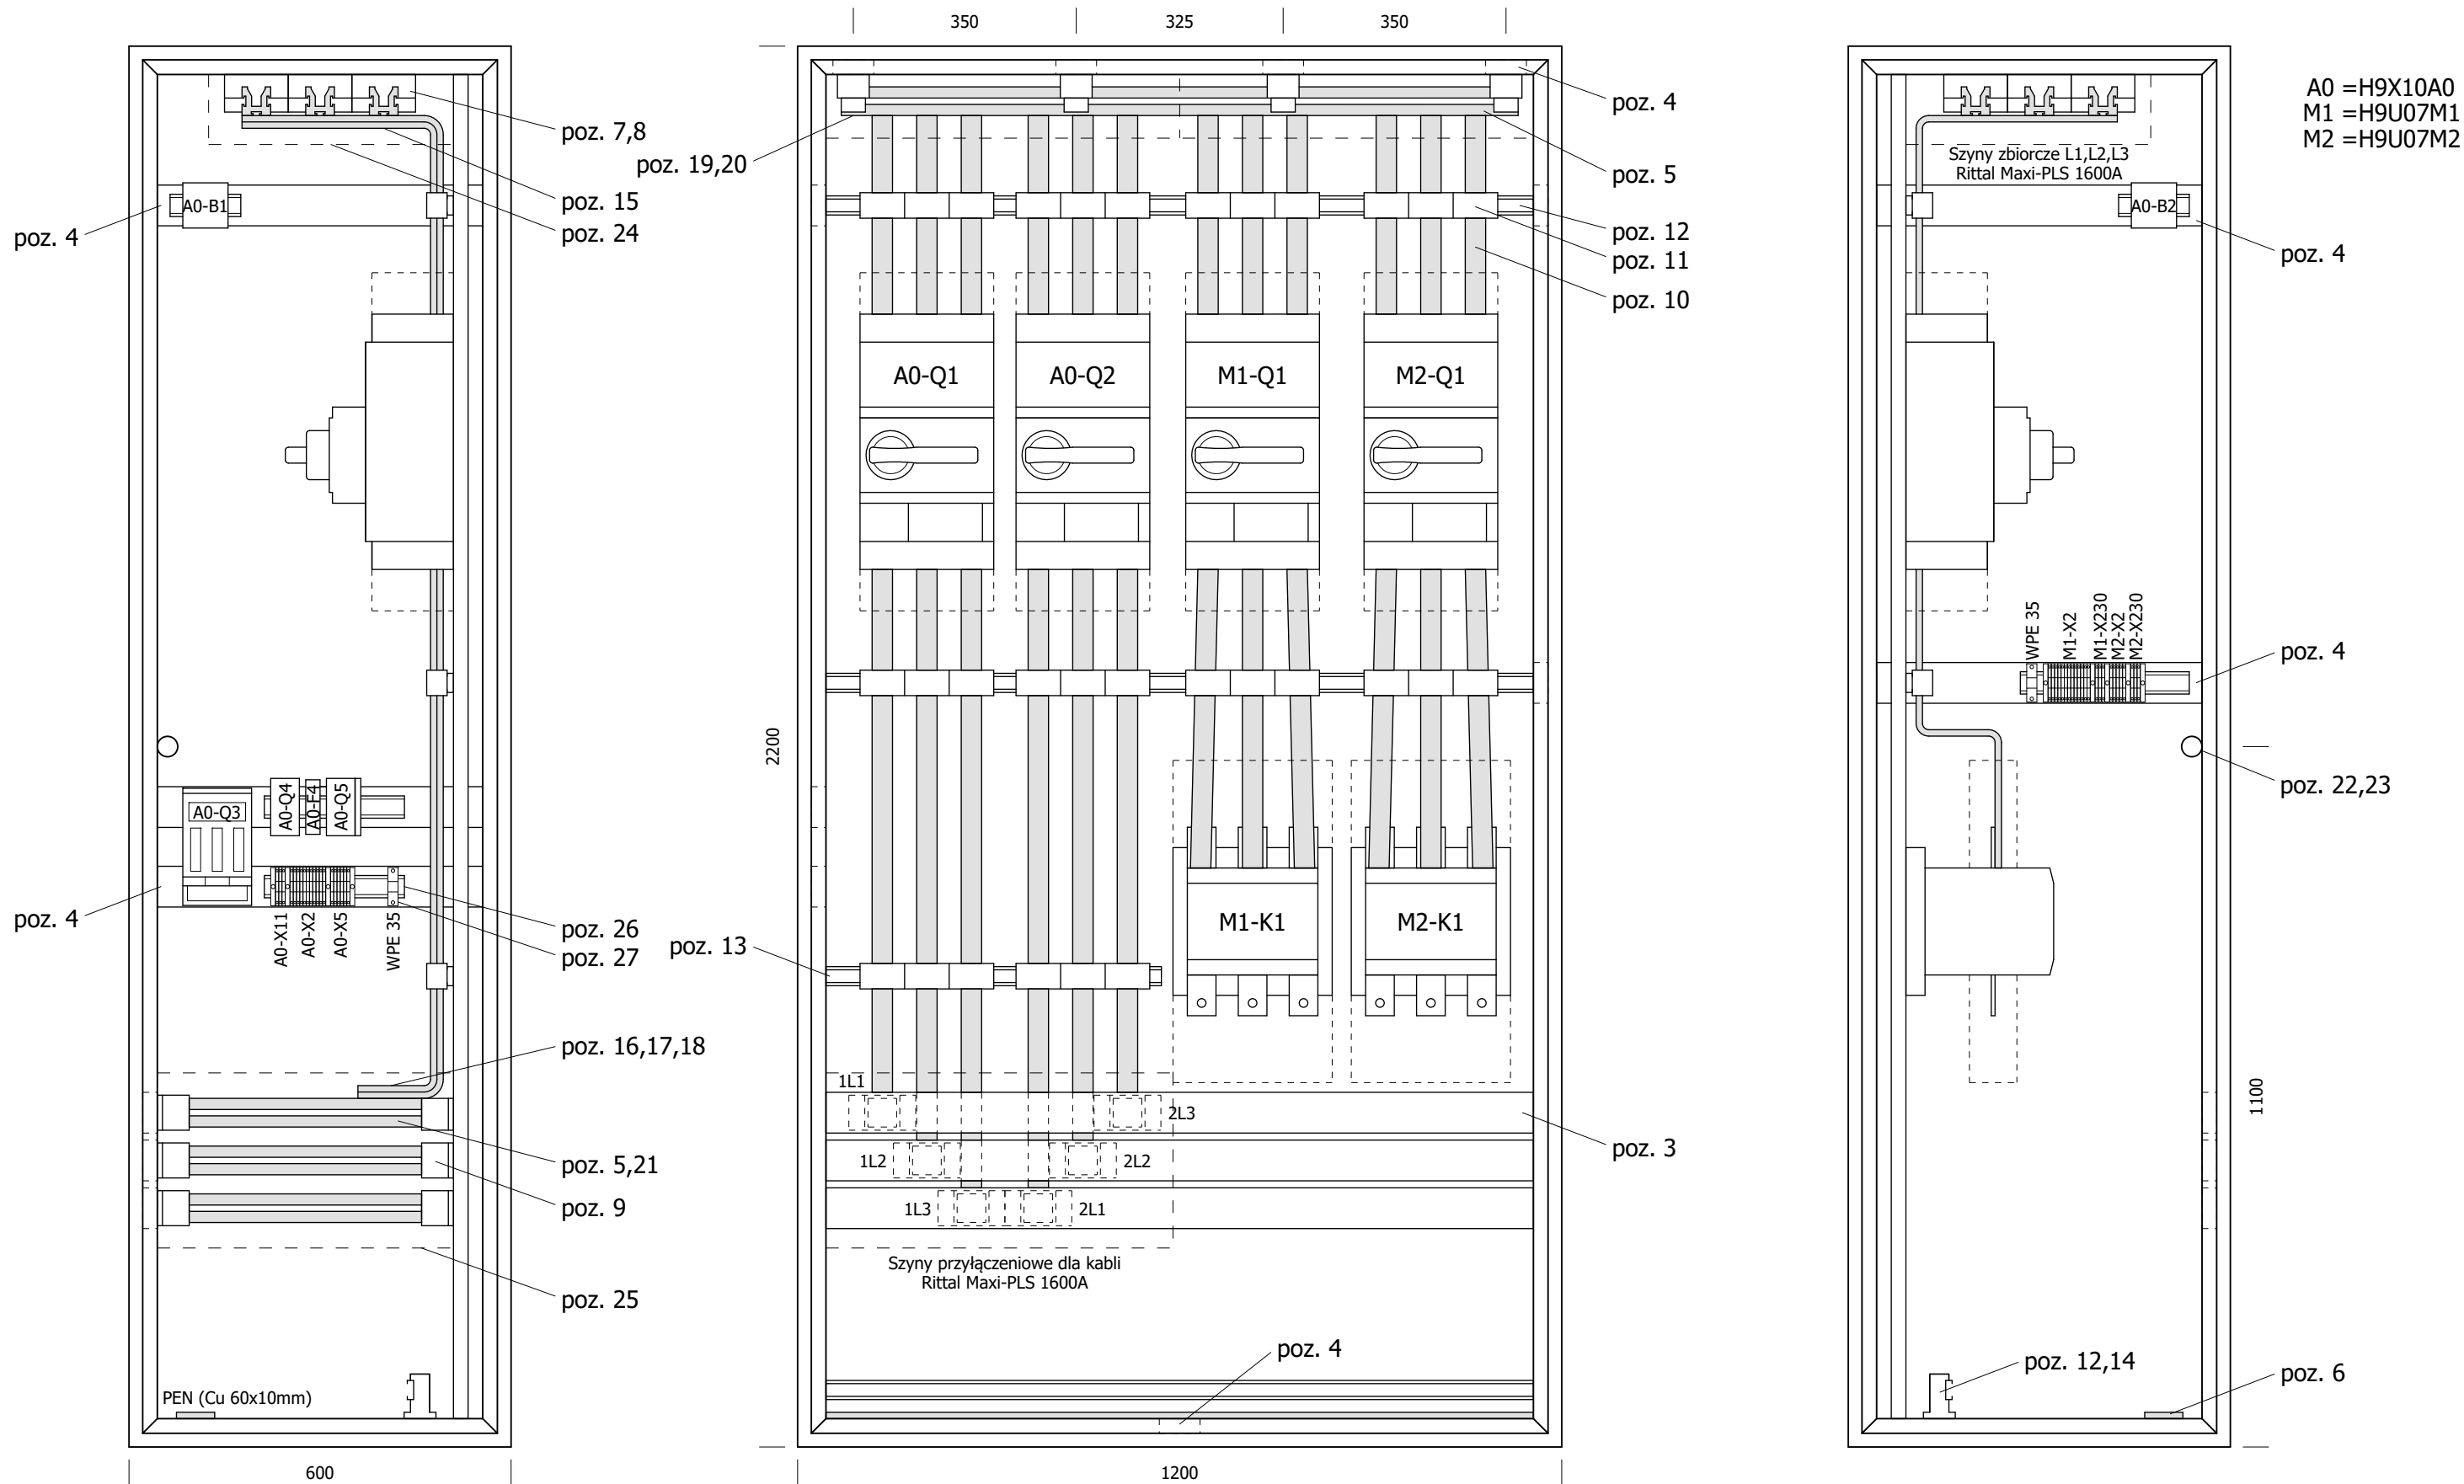 350
325
350
A0 =H9X10A0
M1 =H9U07M1
M2 =H9U07M2
poz. 7,8
poz. 15
poz. 24
A0-B1
poz. 4
A0-Q3
A0-Q4
A0-F4
A0-Q5
poz. 4
A0-X11
A0-X2
A0-X5
WPE 35
poz. 26
poz. 27
poz. 16,17,18
poz. 5,21
poz. 9
poz. 25
PEN (Cu 60x10mm)
600
poz. 19,20
poz. 4
poz. 5
poz. 12
poz. 11
poz. 10
A0-Q1
A0-Q2
M1-Q1
M2-Q1
2200
M1-K1
M2-K1
poz. 13
1L1
2L3
poz. 3
1L2
2L2
1L3
2L1
Szyny przyłączeniowe dla kabli
Rittal Maxi-PLS 1600A
poz. 4
1200
Szyny zbiorcze L1,L2,L3
Rittal Maxi-PLS 1600A
A0-B2
poz. 4
WPE 35
M1-X2
M1-X230
M2-X2
M2-X230
poz. 4
poz. 22,23
1100
poz. 12,14
poz. 6